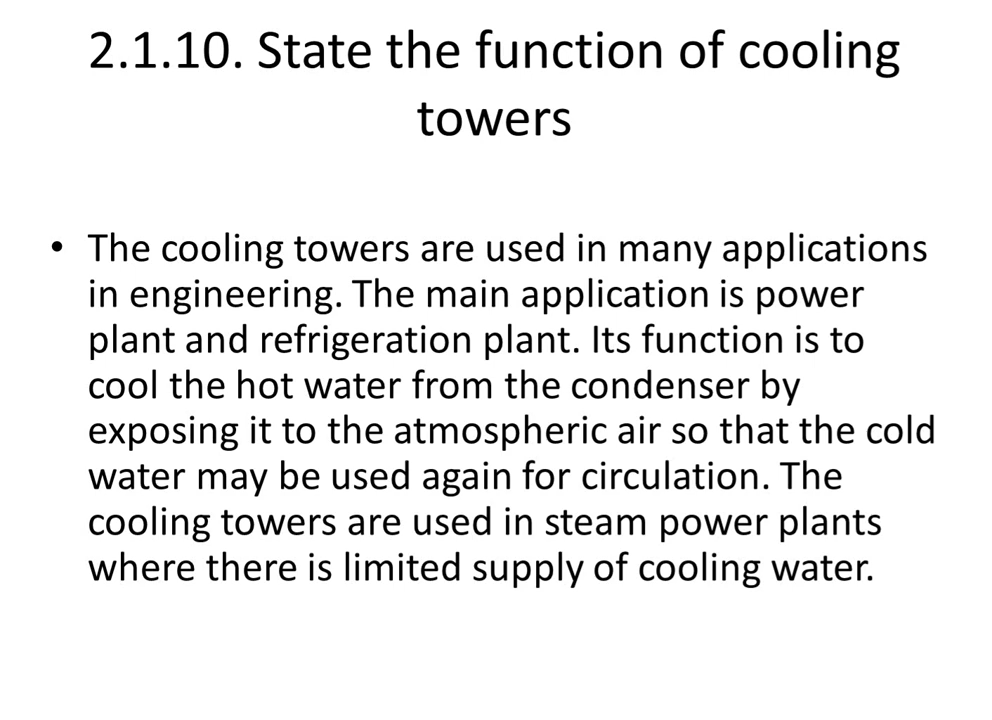 2.1.10. State the function of cooling
towers
• The cooling towers are used in many applications
in engineering. The main application is power
plant and refrigeration plant. Its function is to
cool the hot water from the condenser by
exposing it to the atmospheric air so that the cold
water may be used again for circulation. The
cooling towers are used in steam power plants
where there is limited supply of cooling water.